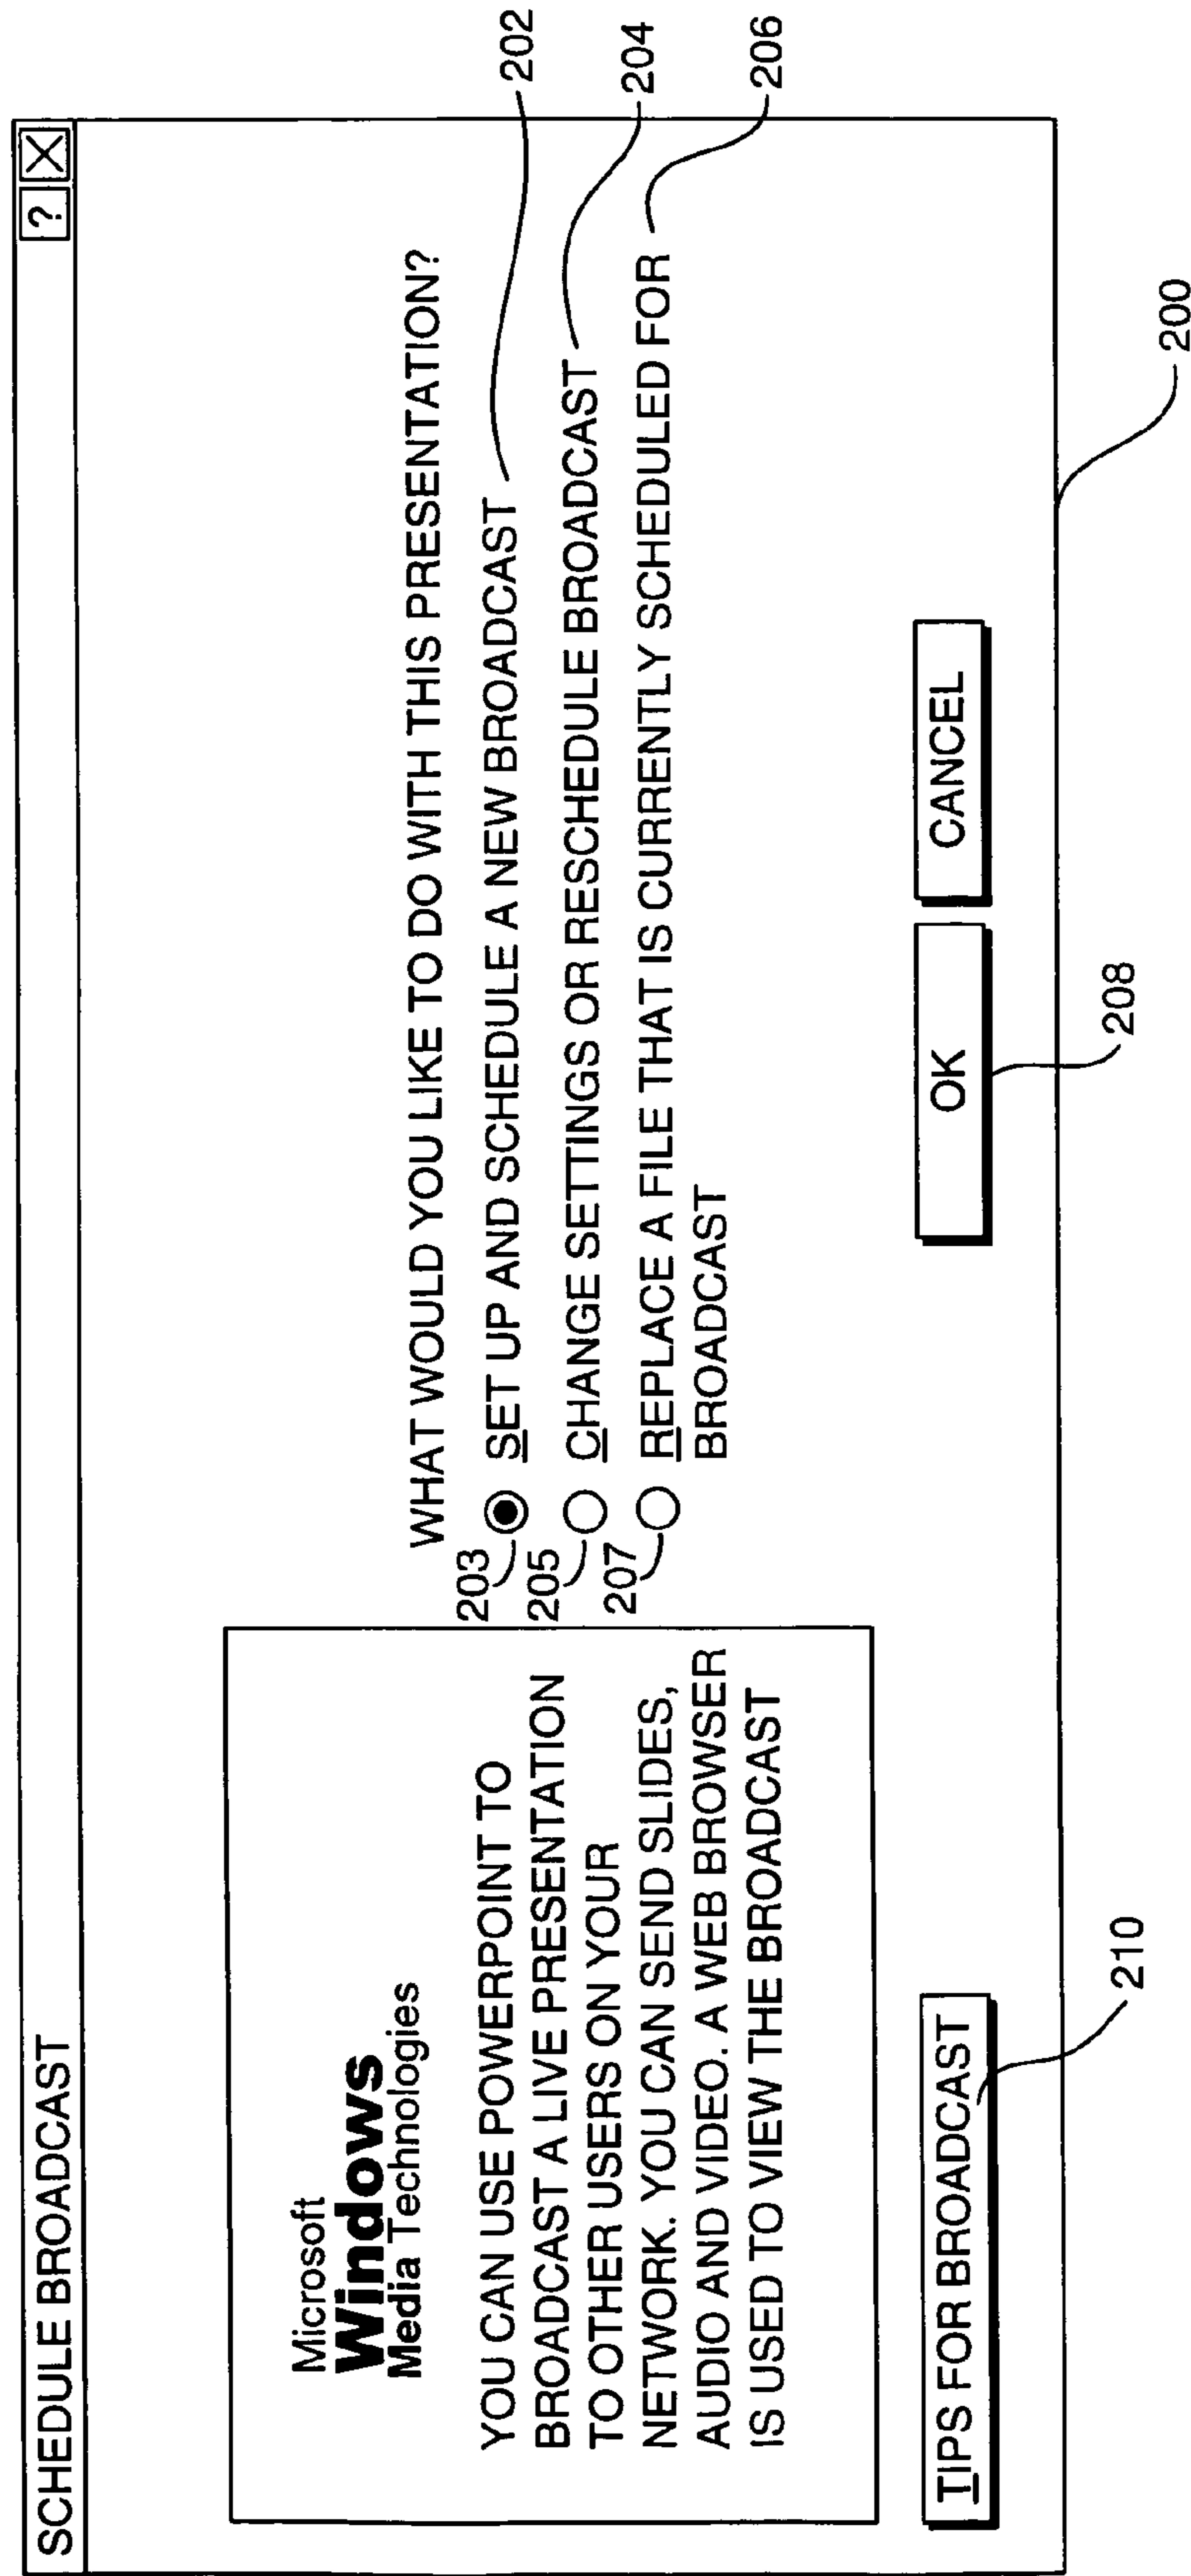 SCHEDULE BROADCAST
? X
Microsoft
Windows
Media Technologies
YOU CAN USE POWERPOINT TO
BROADCAST A LIVE PRESENTATION
TO OTHER USERS ON YOUR
NETWORK. YOU CAN SEND SLIDES,
AUDIO AND VIDEO. A WEB BROWSER
IS USED TO VIEW THE BROADCAST
WHAT WOULD YOU LIKE TO DO WITH THIS PRESENTATION?
203 SET UP AND SCHEDULE A NEW BROADCAST 202
205 CHANGE SETTINGS OR RESCHEDULE BROADCAST 204
207 REPLACE A FILE THAT IS CURRENTLY SCHEDULED FOR 206
BROADCAST
TIPS FOR BROADCAST
OK
CANCEL
210
208
200